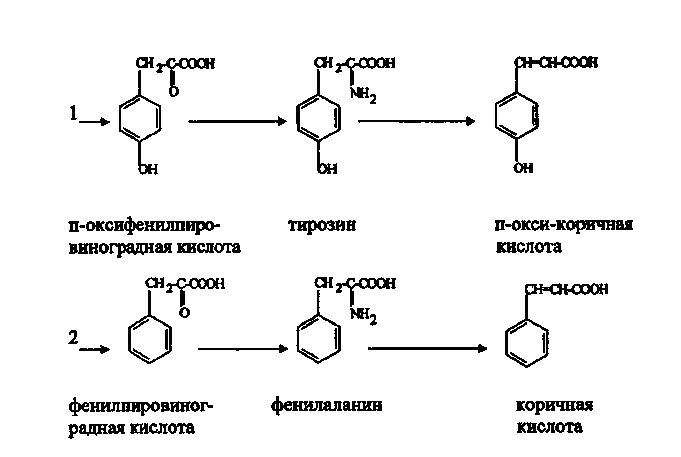 CH2-C-COOH CH2-C-COOH CH=CH-COOH
O NH2
1
OH OH OH
п-оксифенилпиро- тирозин п-окси-коричная
виноградная кислота кислота
CH2-C-COOH CH2-C-COOH CH=CH-COOH
O NH2
2
фенилпировиног- фенилаланин коричная
радная кислота кислота